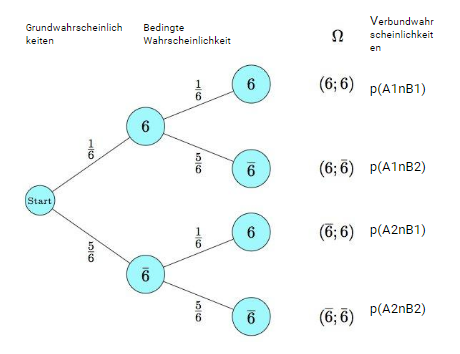 Grundwahrscheinlich
keiten
Bedingte
Wahrscheinlichkeit
Ω
Verbundwahr
scheinlichkeit
en
1/6
6
(6; 6)
p(A1nB1)
6
1/6
5/6
6̅
(6; 6̅)
p(A1nB2)
Start
5/6
1/6
6
(6̅; 6)
p(A2nB1)
6̅
5/6
6̅
(6̅; 6̅)
p(A2nB2)